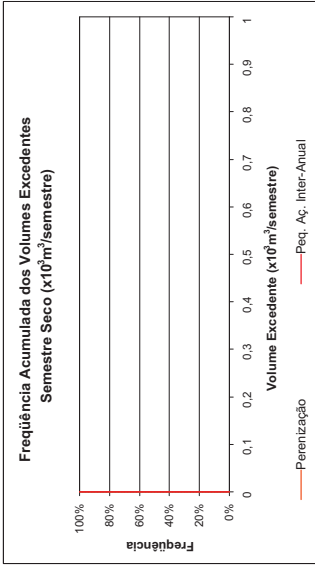 Freqüência Acumulada dos Volumes Excedentes
Semestre Seco (x10³m³/semestre)
Freqüência
100%
80%
60%
40%
20%
0%
0 0,1 0,2 0,3 0,4 0,5 0,6 0,7 0,8 0,9 1
Volume Excedente (x10³m³/semestre)
Perenização Peq. Aç. Inter-Anual